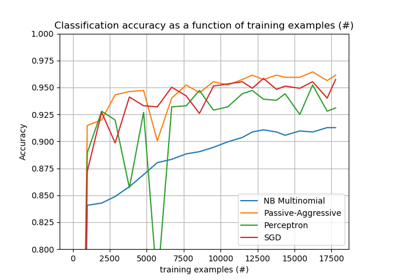 Classification accuracy as a function of training examples (#)
1.000
0.975
0.950
0.925
0.900
0.875
0.850
0.825
0.800
Accuracy
NB Multinomial
Passive-Aggressive
Perceptron
SGD
0 2500 5000 7500 10000 12500 15000 17500
training examples (#)